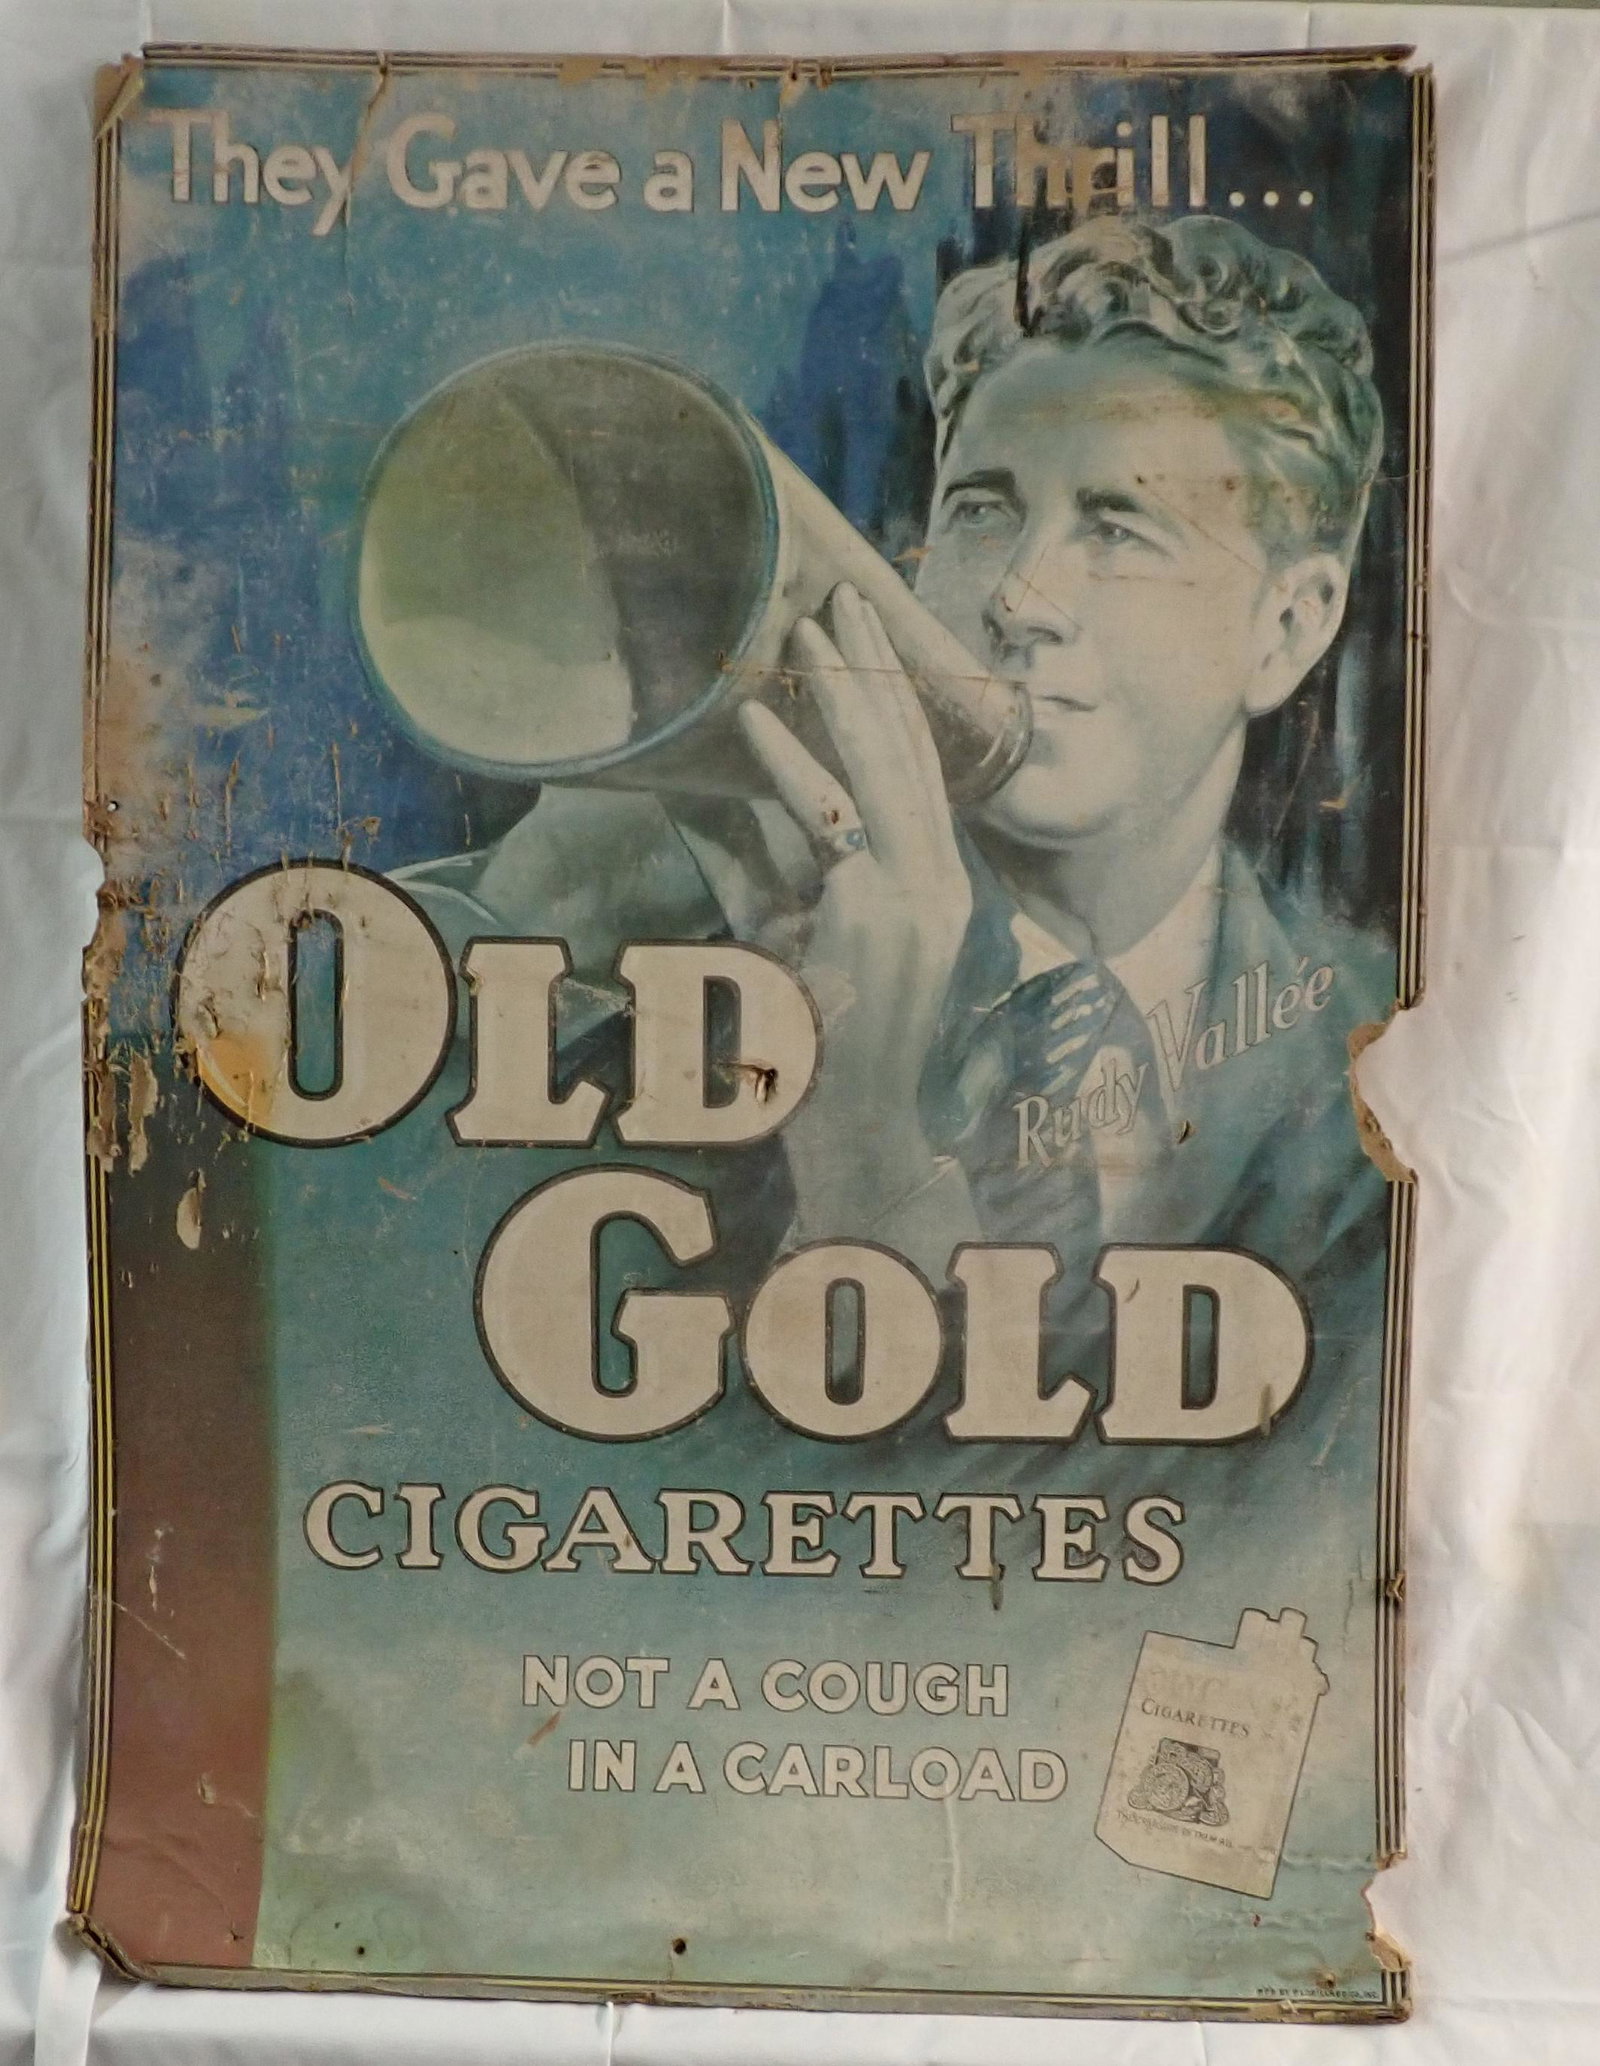 They Gave a New Thrill...
Rudy Vallée
OLD
GOLD
CIGARETTES
NOT A COUGH
IN A CARLOAD
CIGARETTES